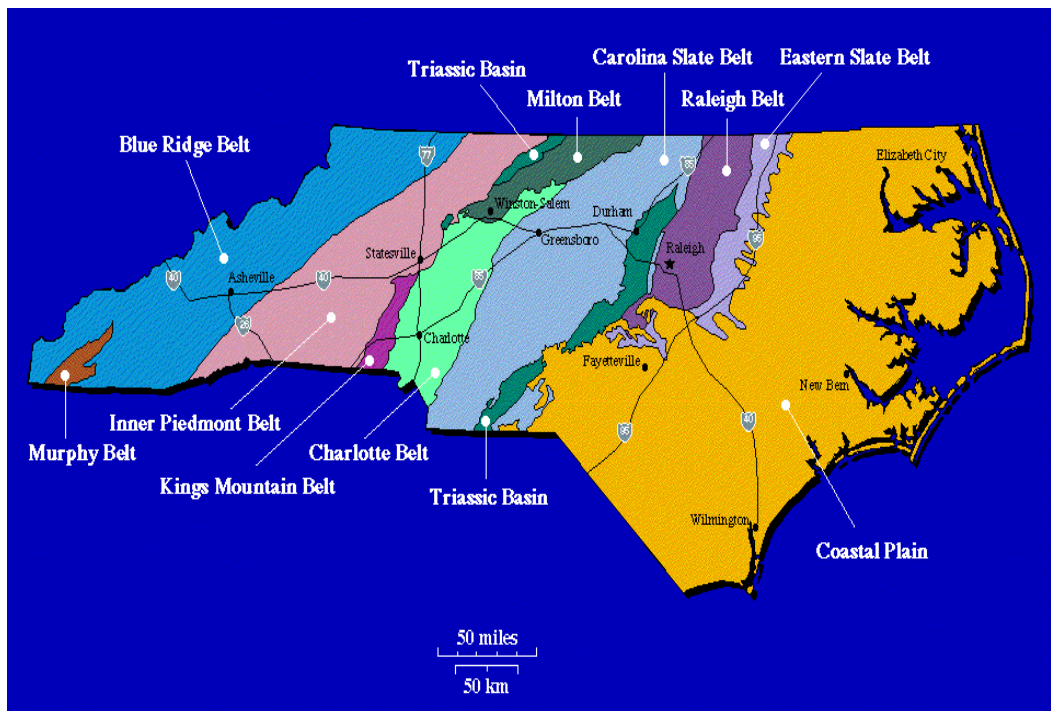 Carolina Slate Belt
Eastern Slate Belt
Triassic Basin
Milton Belt
Raleigh Belt
Blue Ridge Belt
77
85
Elizabeth City
Winston-Salem
Durham
Greensboro
95
Statesville
Raleigh
40
Asheville
40
85
26
Charlotte
Fayetteville
New Bern
Inner Piedmont Belt
40
95
Murphy Belt
Charlotte Belt
Kings Mountain Belt
Triassic Basin
Wilmington
Coastal Plain
50 miles
50 km